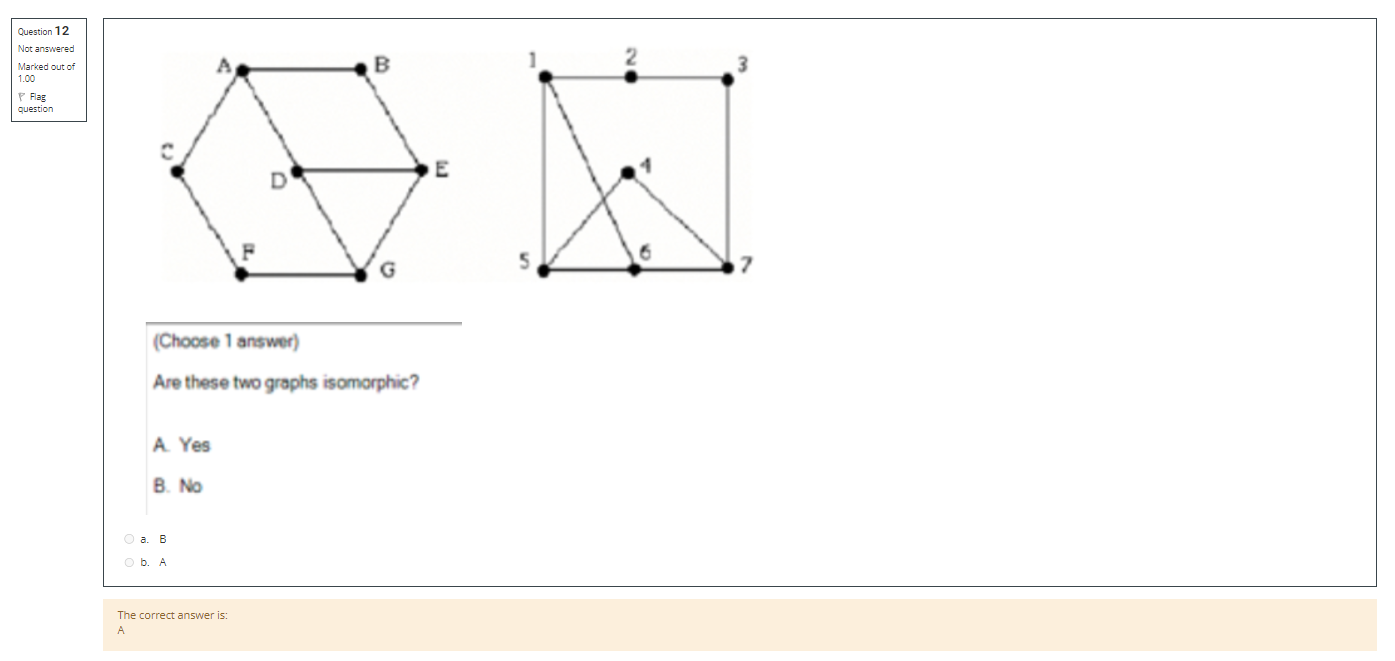 Question 12
Not answered
Marked out of
1.00
Flag
question
A
B
C
D
E
F
G
1
2
3
4
5
6
7
(Choose 1 answer)
Are these two graphs isomorphic?
A. Yes
B. No
a. B
b. A
The correct answer is:
A